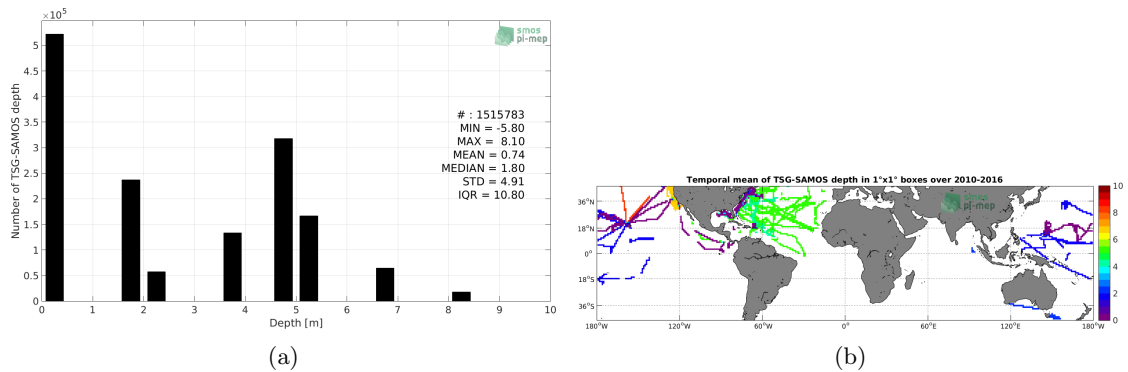 ×10⁵
smos
pi-mep
5
4.5
4
3.5
3
2.5
2
1.5
1
0.5
0
Number of TSG-SAMOS depth
# : 1515783
MIN = -5.80
MAX = 8.10
MEAN = 0.74
MEDIAN = 1.80
STD = 4.91
IQR = 10.80
0 1 2 3 4 5 6 7 8 9 10
Depth [m]
(a)
Temporal mean of TSG-SAMOS depth in 1°x1° boxes over 2010-2016
smos
pi-mep
36°N
18°N
0°
18°S
36°S
180°W 120°W 60°W 0° 60°E 120°E 180°W
10
8
6
4
2
0
(b)